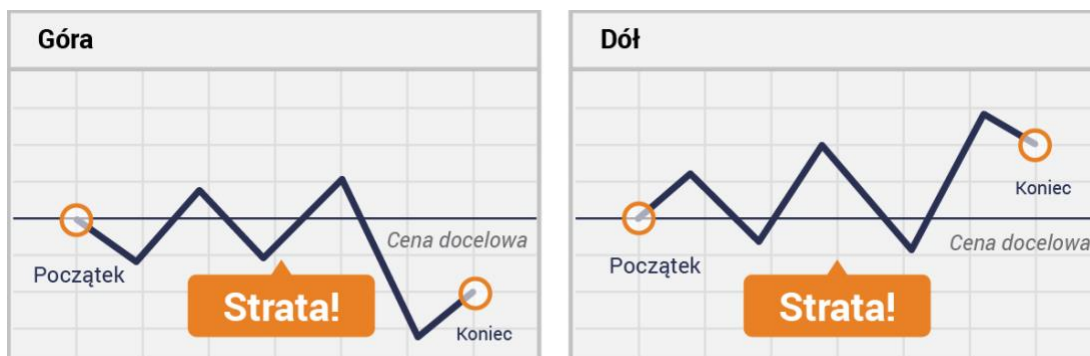 Góra
Cena docelowa
Początek
Strata!
Koniec
Dół
Koniec
Cena docelowa
Początek
Strata!